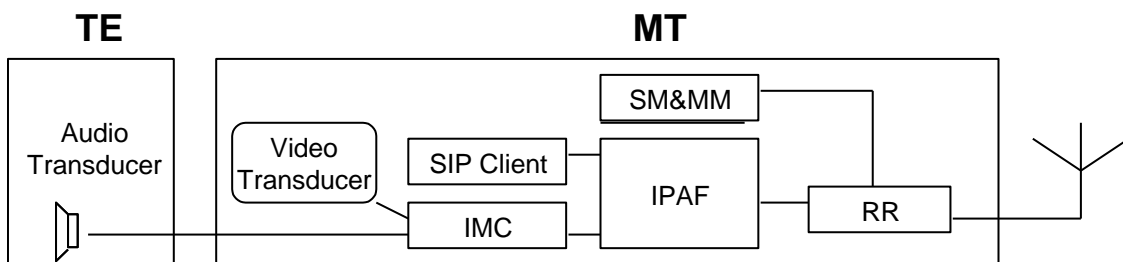 TE
MT
Audio
Transducer
Video
Transducer
SM&MM
SIP Client
IMC
IPAF
RR